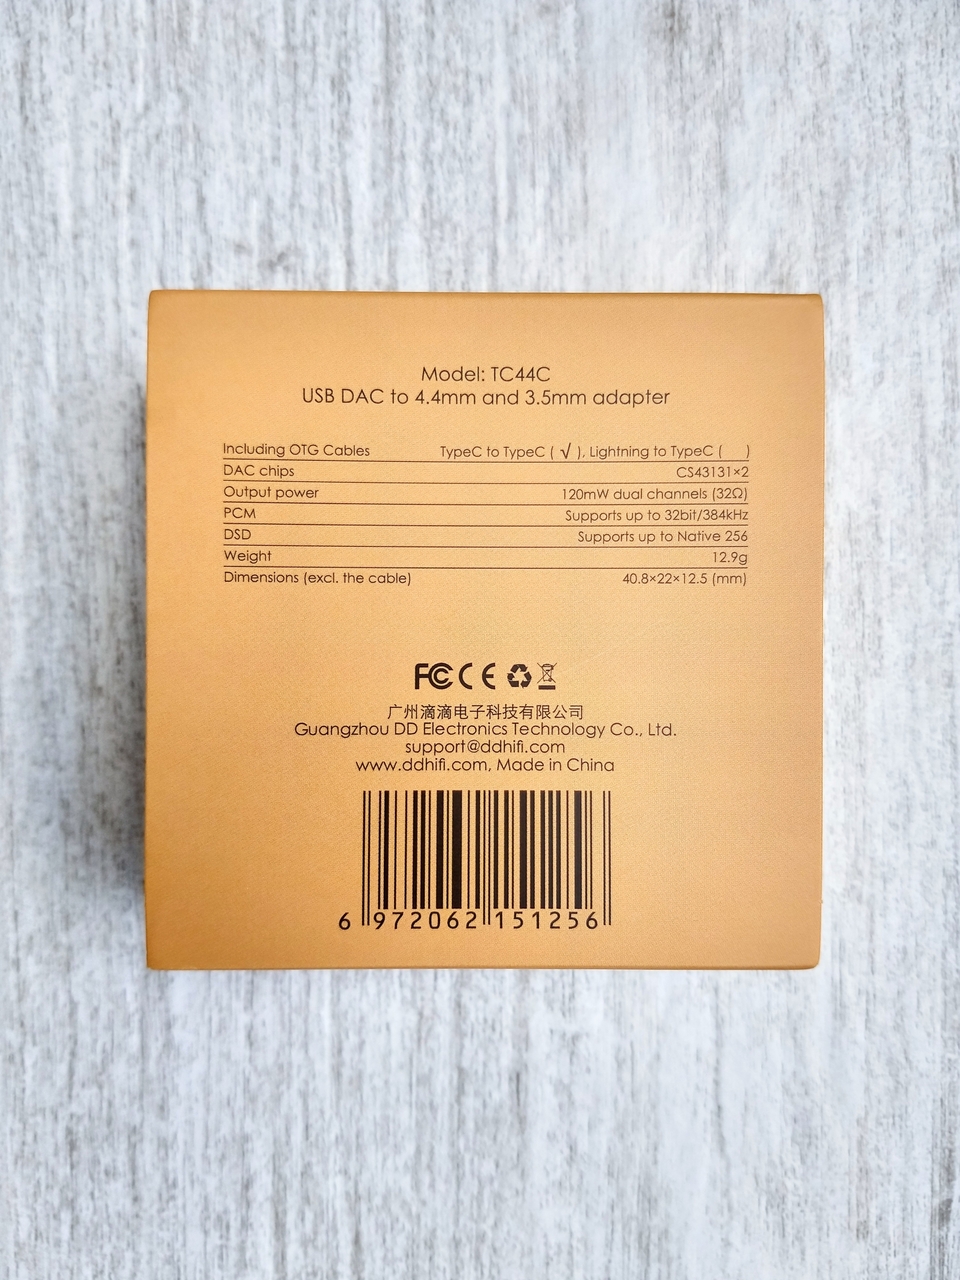 Model: TC44C
USB DAC to 4.4mm and 3.5mm adapter
Including OTG Cables TypeC to TypeC ( √ ), Lightning to TypeC (   )
DAC chips CS43131×2
Output power 120mW dual channels (32Ω)
PCM Supports up to 32bit/384kHz
DSD Supports up to Native 256
Weight 12.9g
Dimensions (excl. the cable) 40.8×22×12.5 (mm)
FC CE
广州滴滴电子科技有限公司
Guangzhou DD Electronics Technology Co., Ltd.
support@ddhifi.com
www.ddhifi.com, Made in China
6 972062 151256